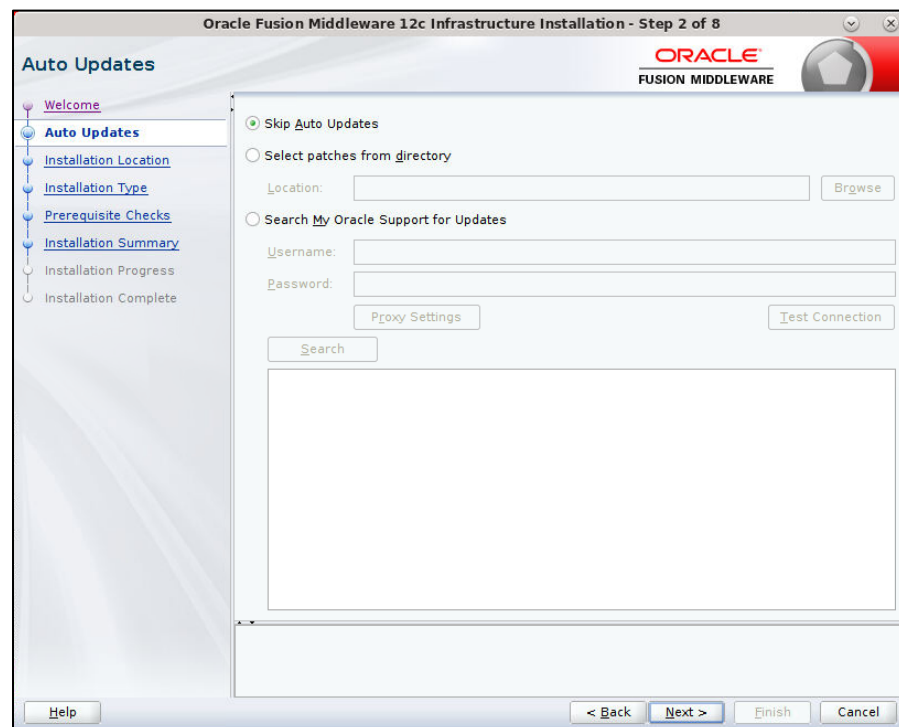 Oracle Fusion Middleware 12c Infrastructure Installation - Step 2 of 8
Auto Updates
ORACLE
FUSION MIDDLEWARE
Welcome
Auto Updates
Installation Location
Installation Type
Prerequisite Checks
Installation Summary
Installation Progress
Installation Complete
Skip Auto Updates
Select patches from directory
Location:
Browse
Search My Oracle Support for Updates
Username:
Password:
Proxy Settings
Test Connection
Search
Help
< Back
Next >
Finish
Cancel